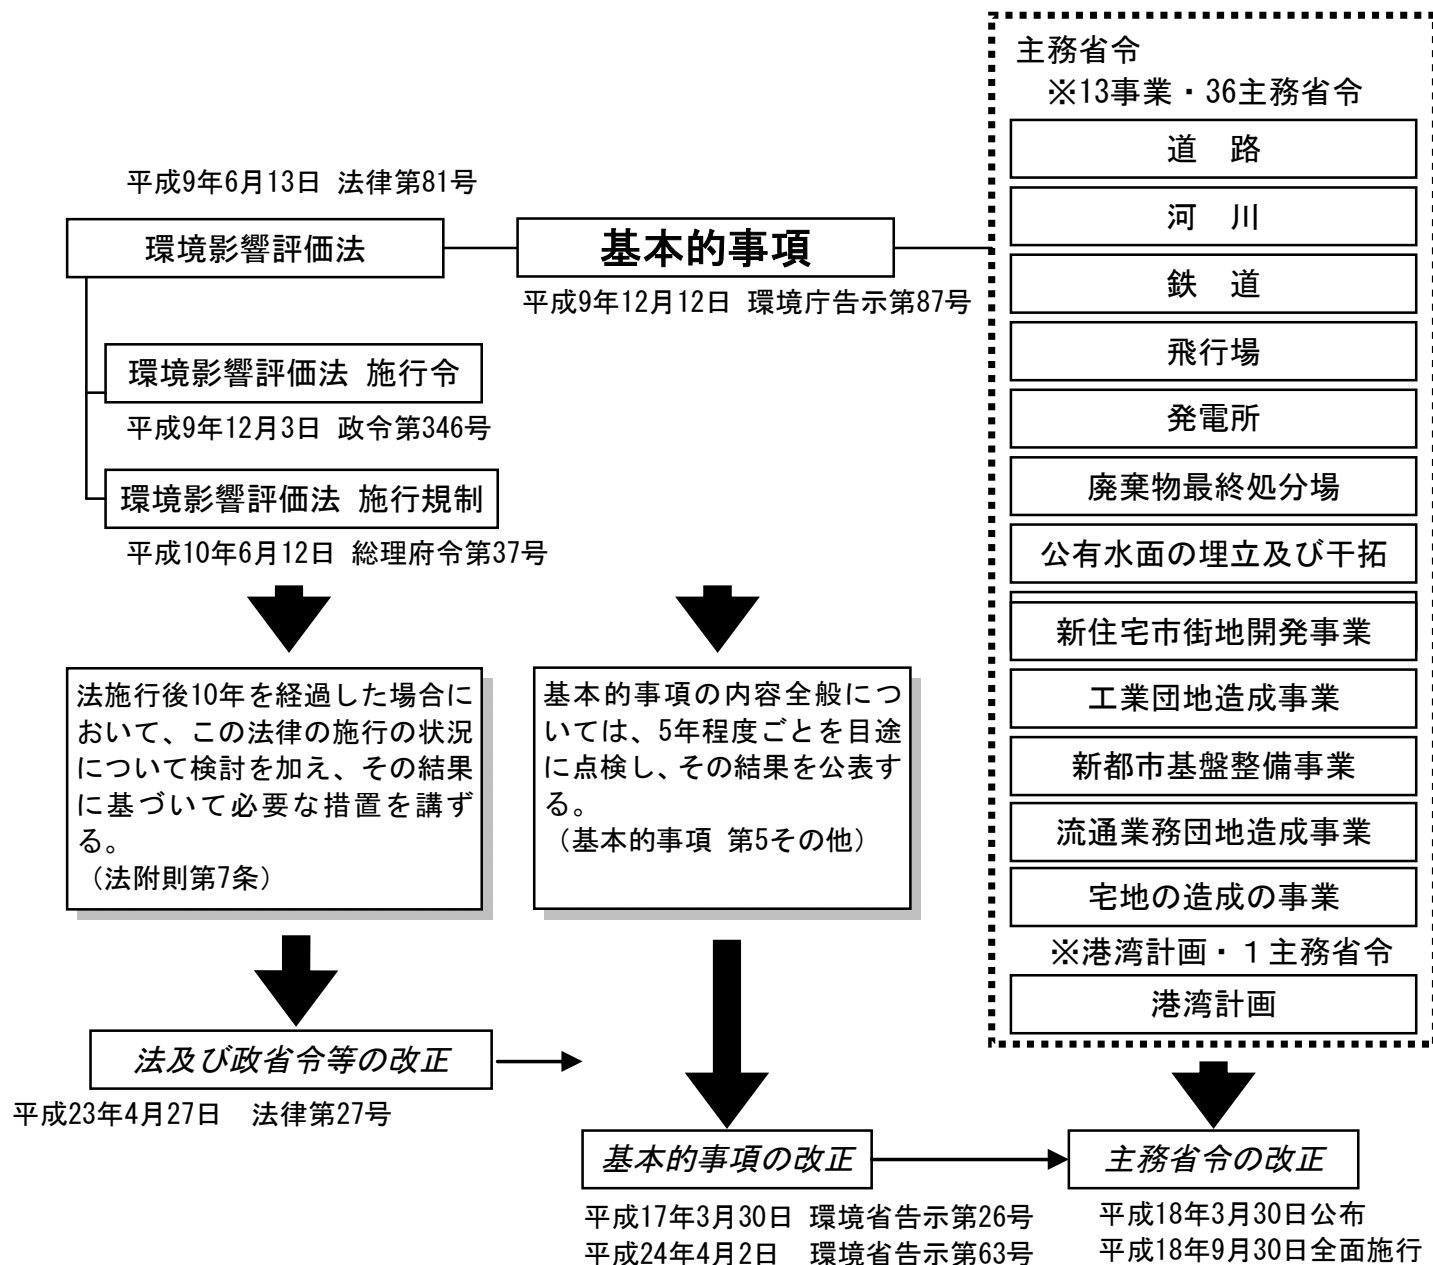 平成9年6月13日 法律第81号
環境影響評価法
基本的事項
平成9年12月12日 環境庁告示第87号
環境影響評価法 施行令
平成9年12月3日 政令第346号
環境影響評価法 施行規制
平成10年6月12日 総理府令第37号
法施行後10年を経過した場合に
おいて、この法律の施行の状況
について検討を加え、その結果
に基づいて必要な措置を講ず
る。
（法附則第7条）
基本的事項の内容全般につ
いては、5年程度ごとを目途
に点検し、その結果を公表す
る。
（基本的事項 第5その他）
法及び政省令等の改正
平成23年4月27日　法律第27号
基本的事項の改正
平成17年3月30日 環境省告示第26号
平成24年4月2日　環境省告示第63号
主務省令
※13事業・36主務省令
道　路
河　川
鉄　道
飛行場
発電所
廃棄物最終処分場
公有水面の埋立及び干拓
新住宅市街地開発事業
工業団地造成事業
新都市基盤整備事業
流通業務団地造成事業
宅地の造成の事業
※港湾計画・１主務省令
港湾計画
主務省令の改正
平成18年3月30日公布
平成18年9月30日全面施行